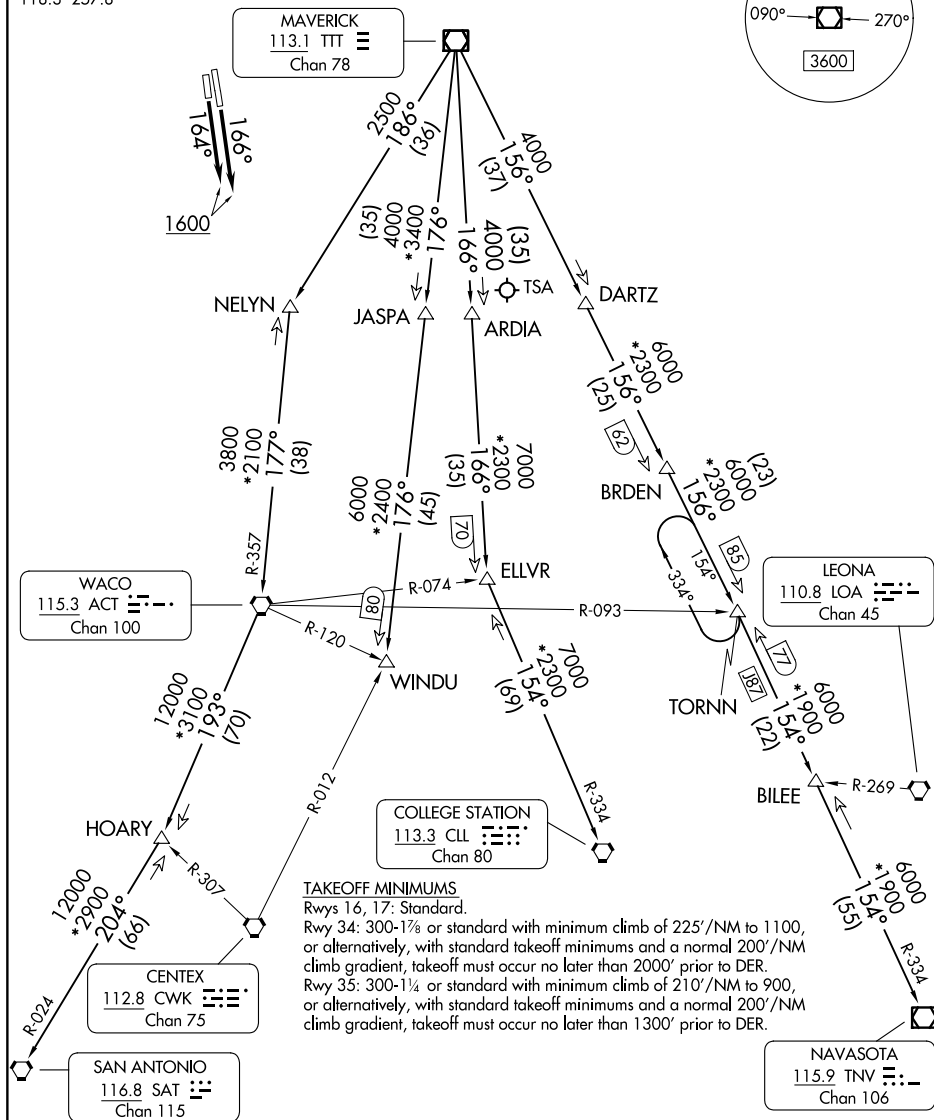 118.3 257.8
MAVERICK
113.1 TTT
Chan 78
090°
270°
3600
164°
166°
1600
2500
186°
(36)
(35)
4000
*3400
176°
(35)
4000
166°
4000
156°
(37)
TSA
NELYN
JASPA
ARDIA
DARTZ
3800
*2100
177°
(38)
6000
*2400
176°
(45)
7000
*2300
166°
(35)
6000
*2300
156°
(25)
62
BRDEN
(23)
6000
*2300
156°
70
85
154°
334°
R-357
WACO
115.3 ACT
Chan 100
R-074
ELLVR
R-093
R-120
80
WINDU
LEONA
110.8 LOA
Chan 45
TORNN
77
J87
6000
*1900
154°
(22)
7000
*2300
154°
(69)
12000
*3100
193°
(70)
R-012
BILEE
R-269
HOARY
R-307
COLLEGE STATION
113.3 CLL
Chan 80
R-334
12000
*2900
204°
(66)
R-024
CENTEX
112.8 CWK
Chan 75
6000
*1900
154°
(55)
R-334
TAKEOFF MINIMUMS
Rwys 16, 17: Standard.
Rwy 34: 300-1⅞ or standard with minimum climb of 225'/NM to 1100,
or alternatively, with standard takeoff minimums and a normal 200'/NM
climb gradient, takeoff must occur no later than 2000' prior to DER.
Rwy 35: 300-1¼ or standard with minimum climb of 210'/NM to 900,
or alternatively, with standard takeoff minimums and a normal 200'/NM
climb gradient, takeoff must occur no later than 1300' prior to DER.
SAN ANTONIO
116.8 SAT
Chan 115
NAVASOTA
115.9 TNV
Chan 106